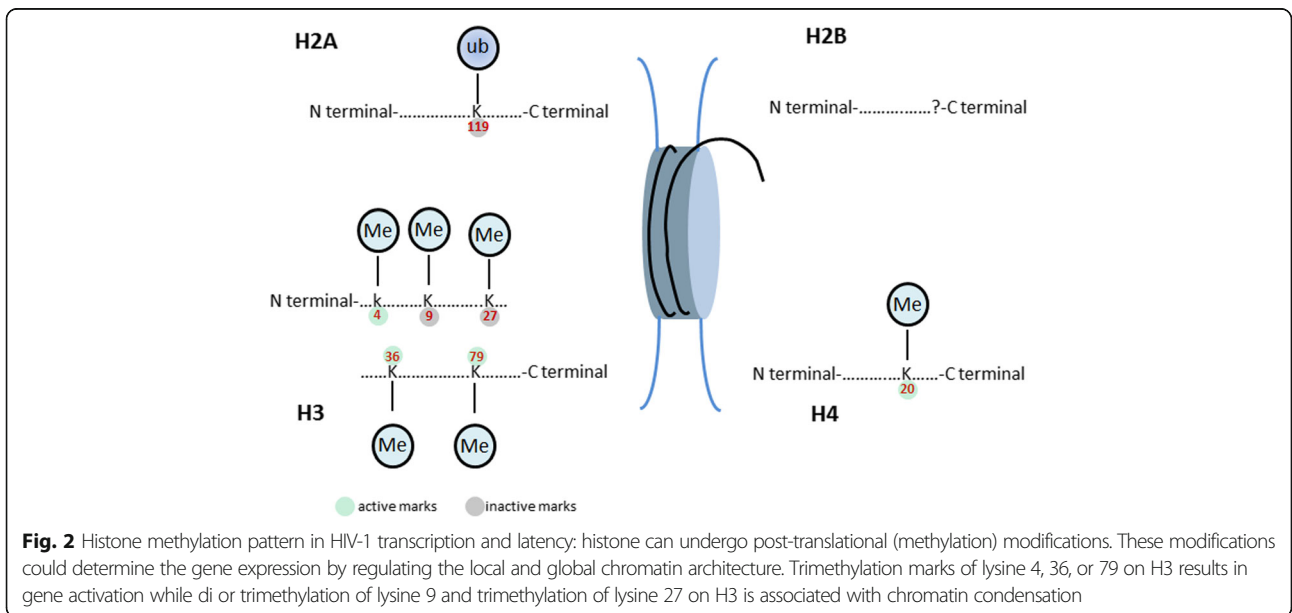 H2A
ub
N terminal-................K.........-C terminal
119
H2B
N terminal-................?-C terminal
Me Me Me
N terminal-...k.........K...........K...
4 9 27
36 79
......K..................K.........-C terminal
H3
Me Me
Me
N terminal-.............K......-C terminal
20
H4
active marks inactive marks
Fig. 2 Histone methylation pattern in HIV-1 transcription and latency: histone can undergo post-translational (methylation) modifications. These modifications
could determine the gene expression by regulating the local and global chromatin architecture. Trimethylation marks of lysine 4, 36, or 79 on H3 results in
gene activation while di or trimethylation of lysine 9 and trimethylation of lysine 27 on H3 is associated with chromatin condensation